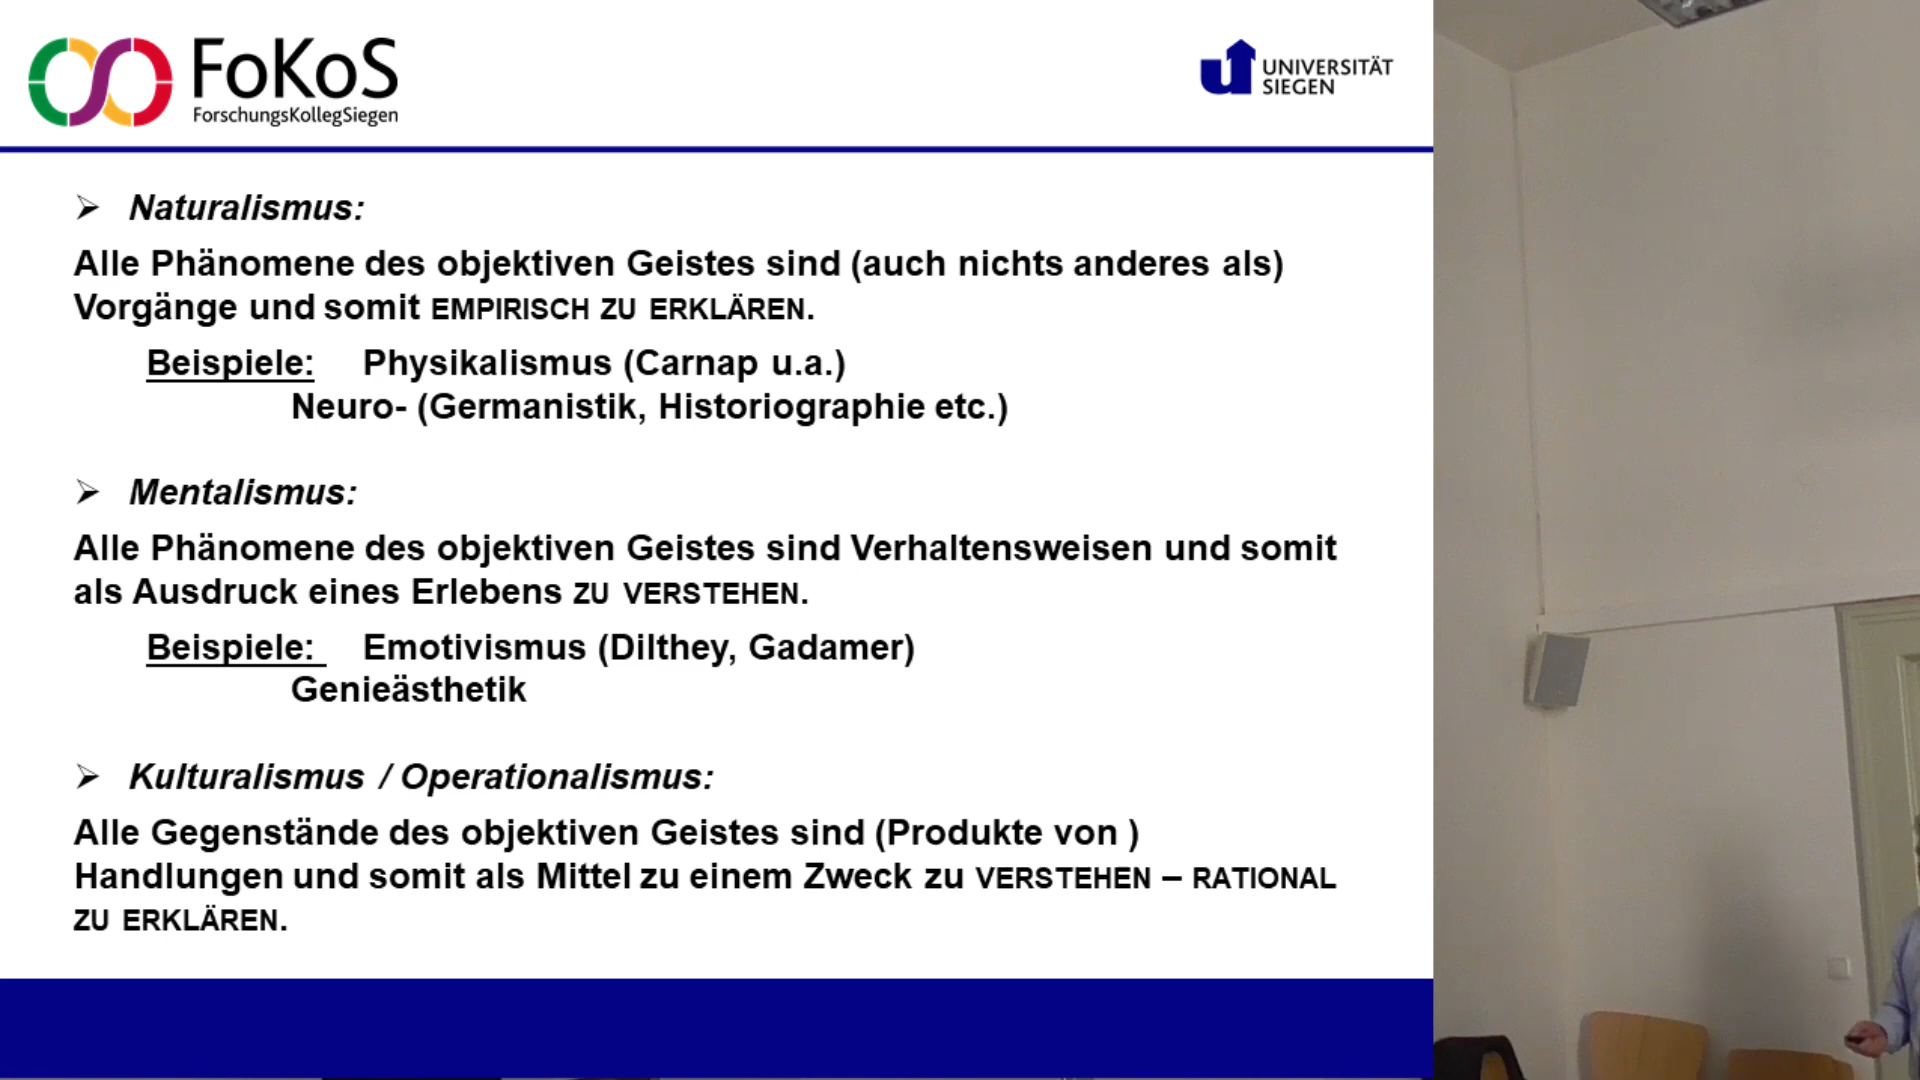 FoKoS
ForschungsKollegSiegen
UNIVERSITÄT
SIEGEN
➢ Naturalismus:
Alle Phänomene des objektiven Geistes sind (auch nichts anderes als)
Vorgänge und somit EMPIRISCH ZU ERKLÄREN.
Beispiele: Physikalismus (Carnap u.a.)
Neuro- (Germanistik, Historiographie etc.)
➢ Mentalismus:
Alle Phänomene des objektiven Geistes sind Verhaltensweisen und somit
als Ausdruck eines Erlebens ZU VERSTEHEN.
Beispiele: Emotivismus (Dilthey, Gadamer)
Genieästhetik
➢ Kulturalismus / Operationalismus:
Alle Gegenstände des objektiven Geistes sind (Produkte von )
Handlungen und somit als Mittel zu einem Zweck zu VERSTEHEN – RATIONAL
ZU ERKLÄREN.